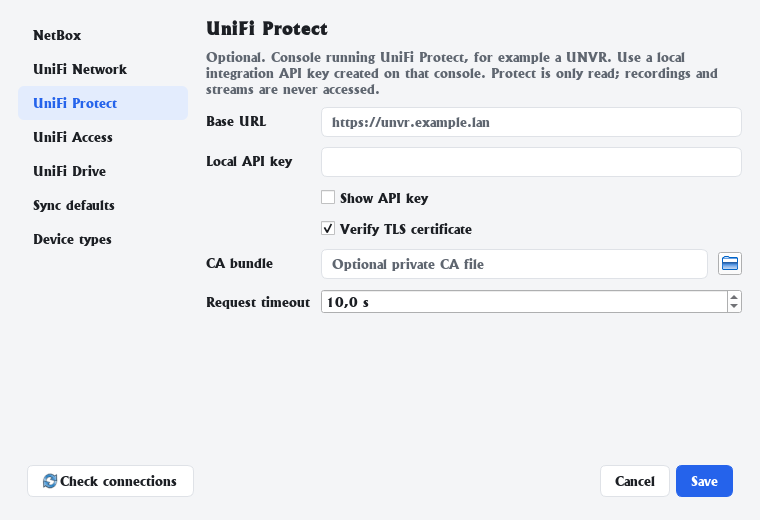 NetBox
UniFi Network
UniFi Protect
UniFi Access
UniFi Drive
Sync defaults
Device types
UniFi Protect
Optional. Console running UniFi Protect, for example a UNVR. Use a local
integration API key created on that console. Protect is only read; recordings and
streams are never accessed.
Base URL
https://unvr.example.lan
Local API key
Show API key
Verify TLS certificate
CA bundle
Optional private CA file
Request timeout
10,0 s
Check connections
Cancel
Save